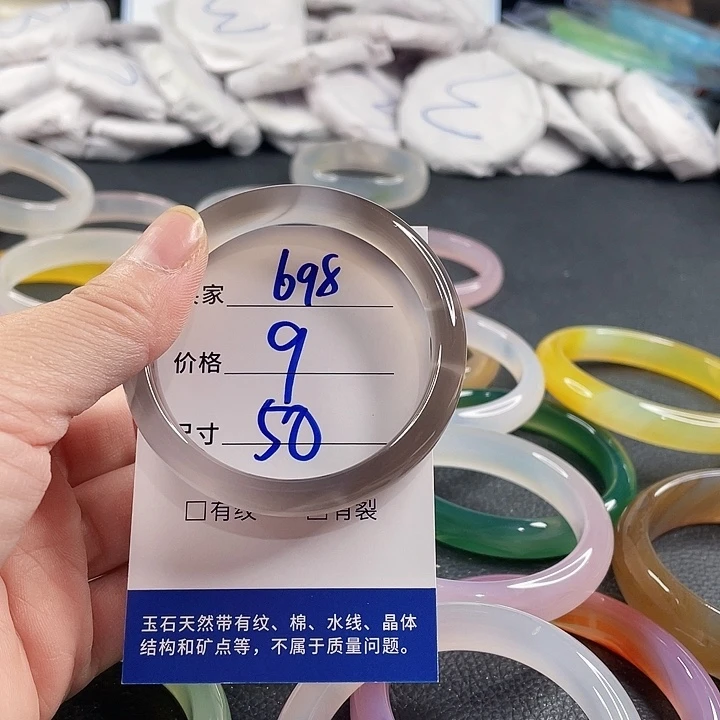 家 698
价格 9
寸 50
□有纹 □有裂
玉石天然带有纹、棉、水线、晶体
结构和矿点等，不属于质量问题。